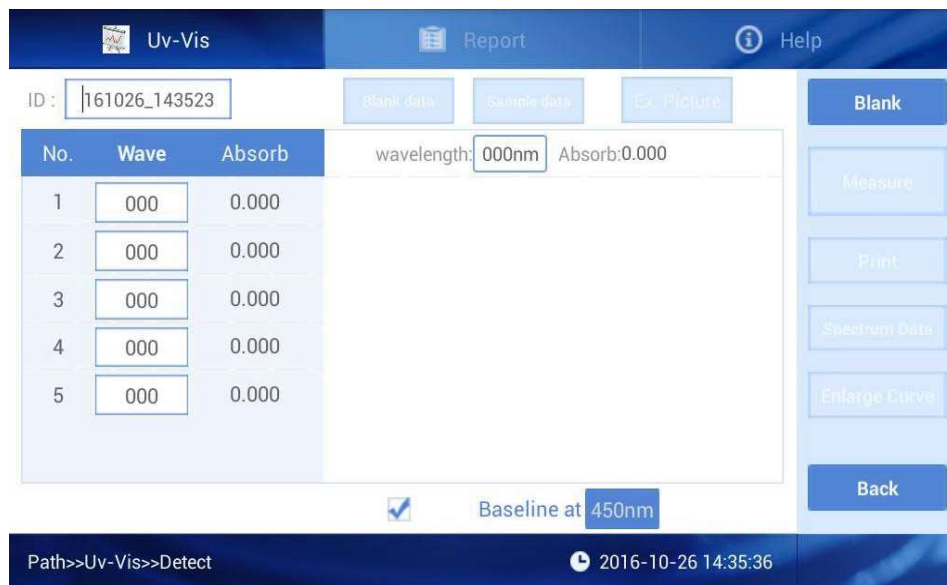 Uv-Vis Report Help
ID : 161026_143523 Blank data Sample data Ex. Picture Blank
No. Wave Absorb wavelength: 000nm Absorb:0.000
Measure
1 000 0.000
2 000 0.000
Print
3 000 0.000
Spectrum Data
4 000 0.000
5 000 0.000
Enlarge Curve
Back
Baseline at 450nm
Path>>Uv-Vis>>Detect 2016-10-26 14:35:36